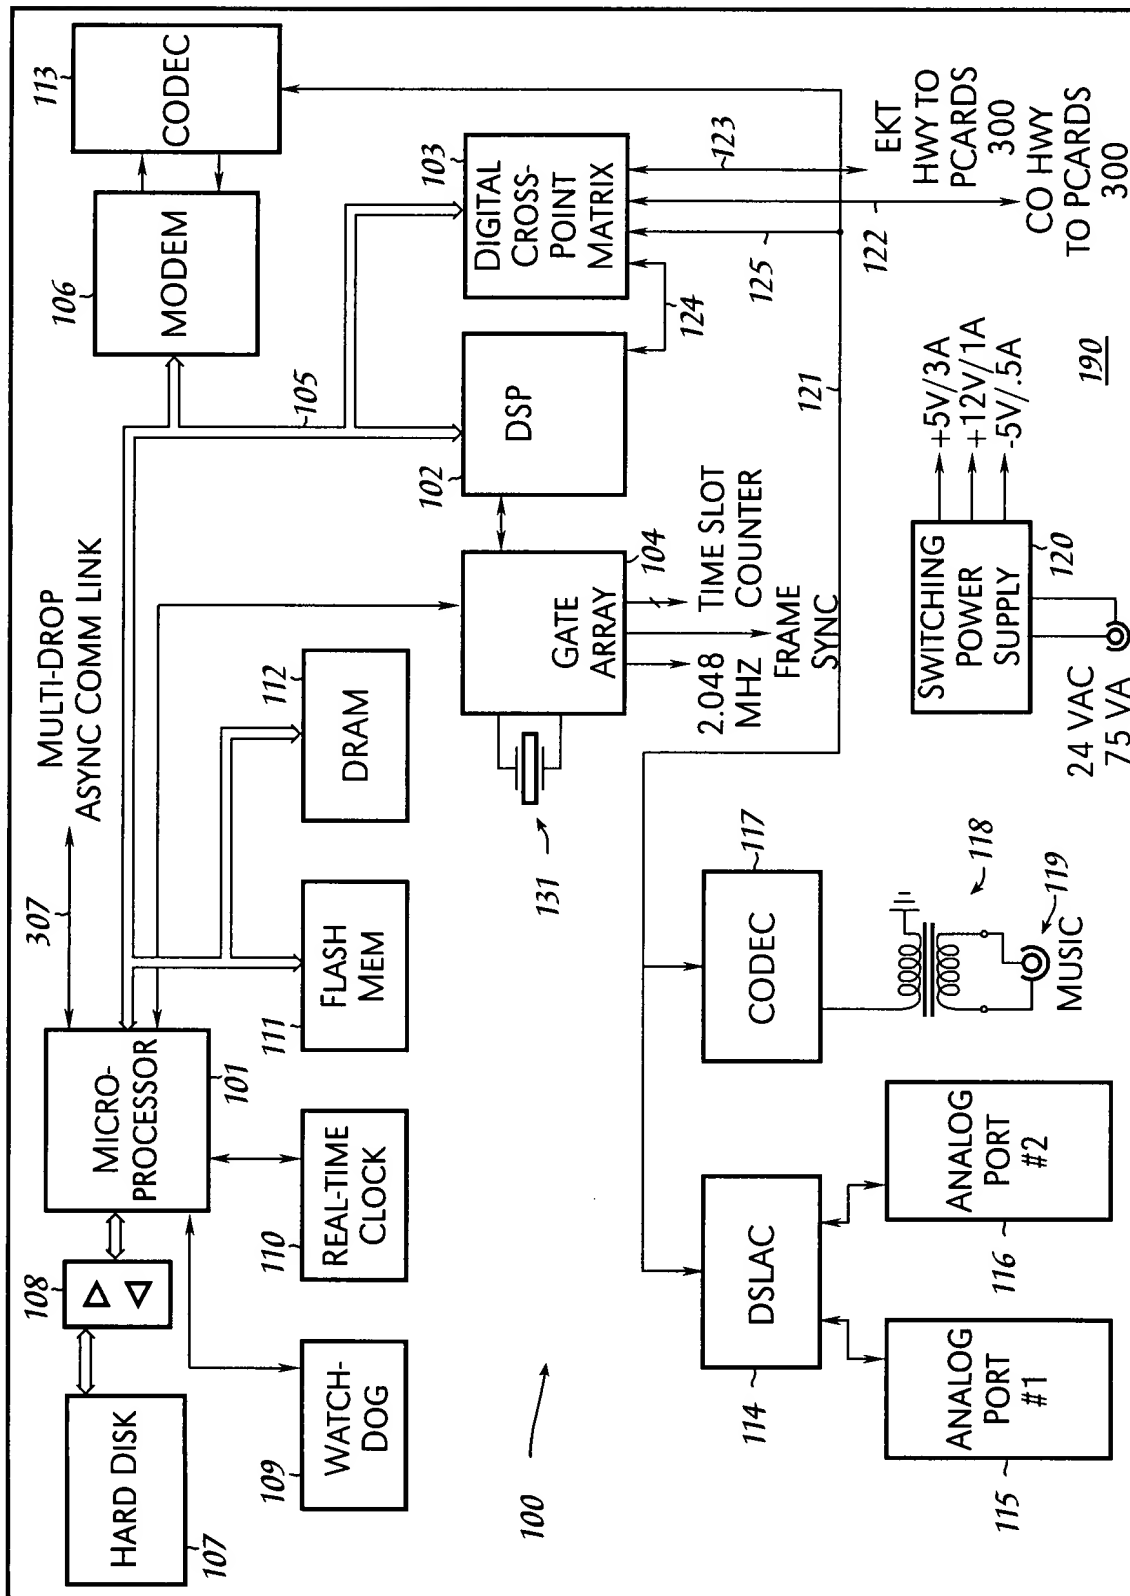 HARD DISK
107
108
MICRO-
PROCESSOR
101
307
MULTI-DROP
ASYNC COMM LINK
106
MODEM
113
CODEC
105
109
WATCH-
DOG
110
REAL-TIME
CLOCK
111
FLASH
MEM
112
DRAM
102
DSP
103
DIGITAL
CROSS-
POINT
MATRIX
124
125
122
123
EKT
HWY TO
PCARDS
300
CO HWY
TO PCARDS
300
100
131
GATE
ARRAY
104
2.048
MHZ
FRAME
SYNC
TIME SLOT
COUNTER
121
114
DSLAC
117
CODEC
118
119
MUSIC
115
ANALOG
PORT
#1
116
ANALOG
PORT
#2
SWITCHING
POWER
SUPPLY
120
+5V/3A
+12V/1A
-5V/.5A
24 VAC
75 VA
190